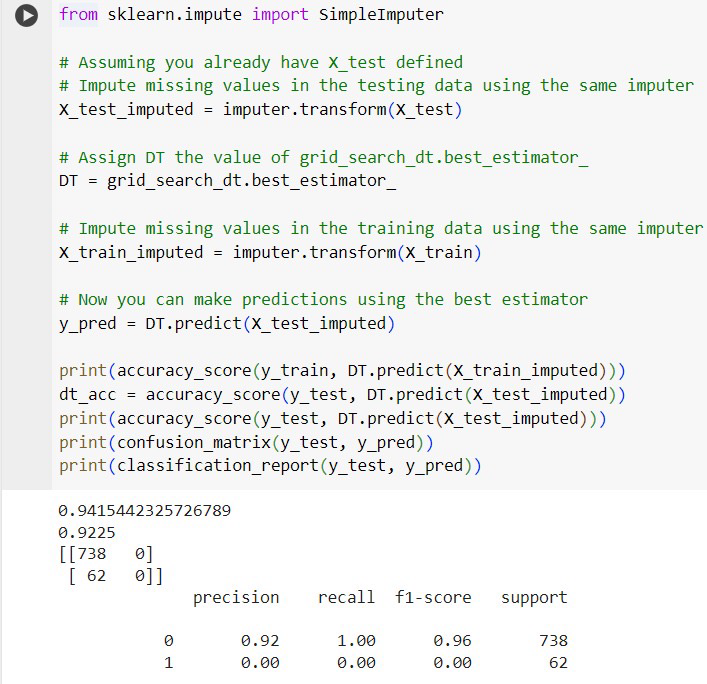 from sklearn.impute import SimpleImputer
# Assuming you already have X_test defined
# Impute missing values in the testing data using the same imputer
X_test_imputed = imputer.transform(X_test)
# Assign DT the value of grid_search_dt.best_estimator_
DT = grid_search_dt.best_estimator_
# Impute missing values in the training data using the same imputer
X_train_imputed = imputer.transform(X_train)
# Now you can make predictions using the best estimator
y_pred = DT.predict(X_test_imputed)
print(accuracy_score(y_train, DT.predict(X_train_imputed)))
dt_acc = accuracy_score(y_test, DT.predict(X_test_imputed))
print(accuracy_score(y_test, DT.predict(X_test_imputed)))
print(confusion_matrix(y_test, y_pred))
print(classification_report(y_test, y_pred))
0.9415442325726789
0.9225
[[738 0]
[ 62 0]]
precision recall f1-score support
0 0.92 1.00 0.96 738
1 0.00 0.00 0.00 62